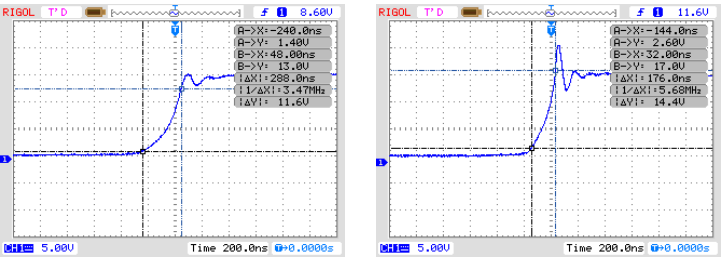 RIGOL T'D f 1 8.60V
A->X=-240.0ns
A->Y= 1.40V
B->X=48.00ns
B->Y= 13.0V
|ΔX|=288.0ns
|1/ΔX|=3.47MHz
|ΔY|= 11.6V
CH1 5.00V Time 200.0ns T→0.0000s
RIGOL T'D f 1 11.6V
A->X=-144.0ns
A->Y= 2.60V
B->X=32.00ns
B->Y= 17.0V
|ΔX|=176.0ns
|1/ΔX|=5.68MHz
|ΔY|= 14.4V
CH1 5.00V Time 200.0ns T→0.0000s